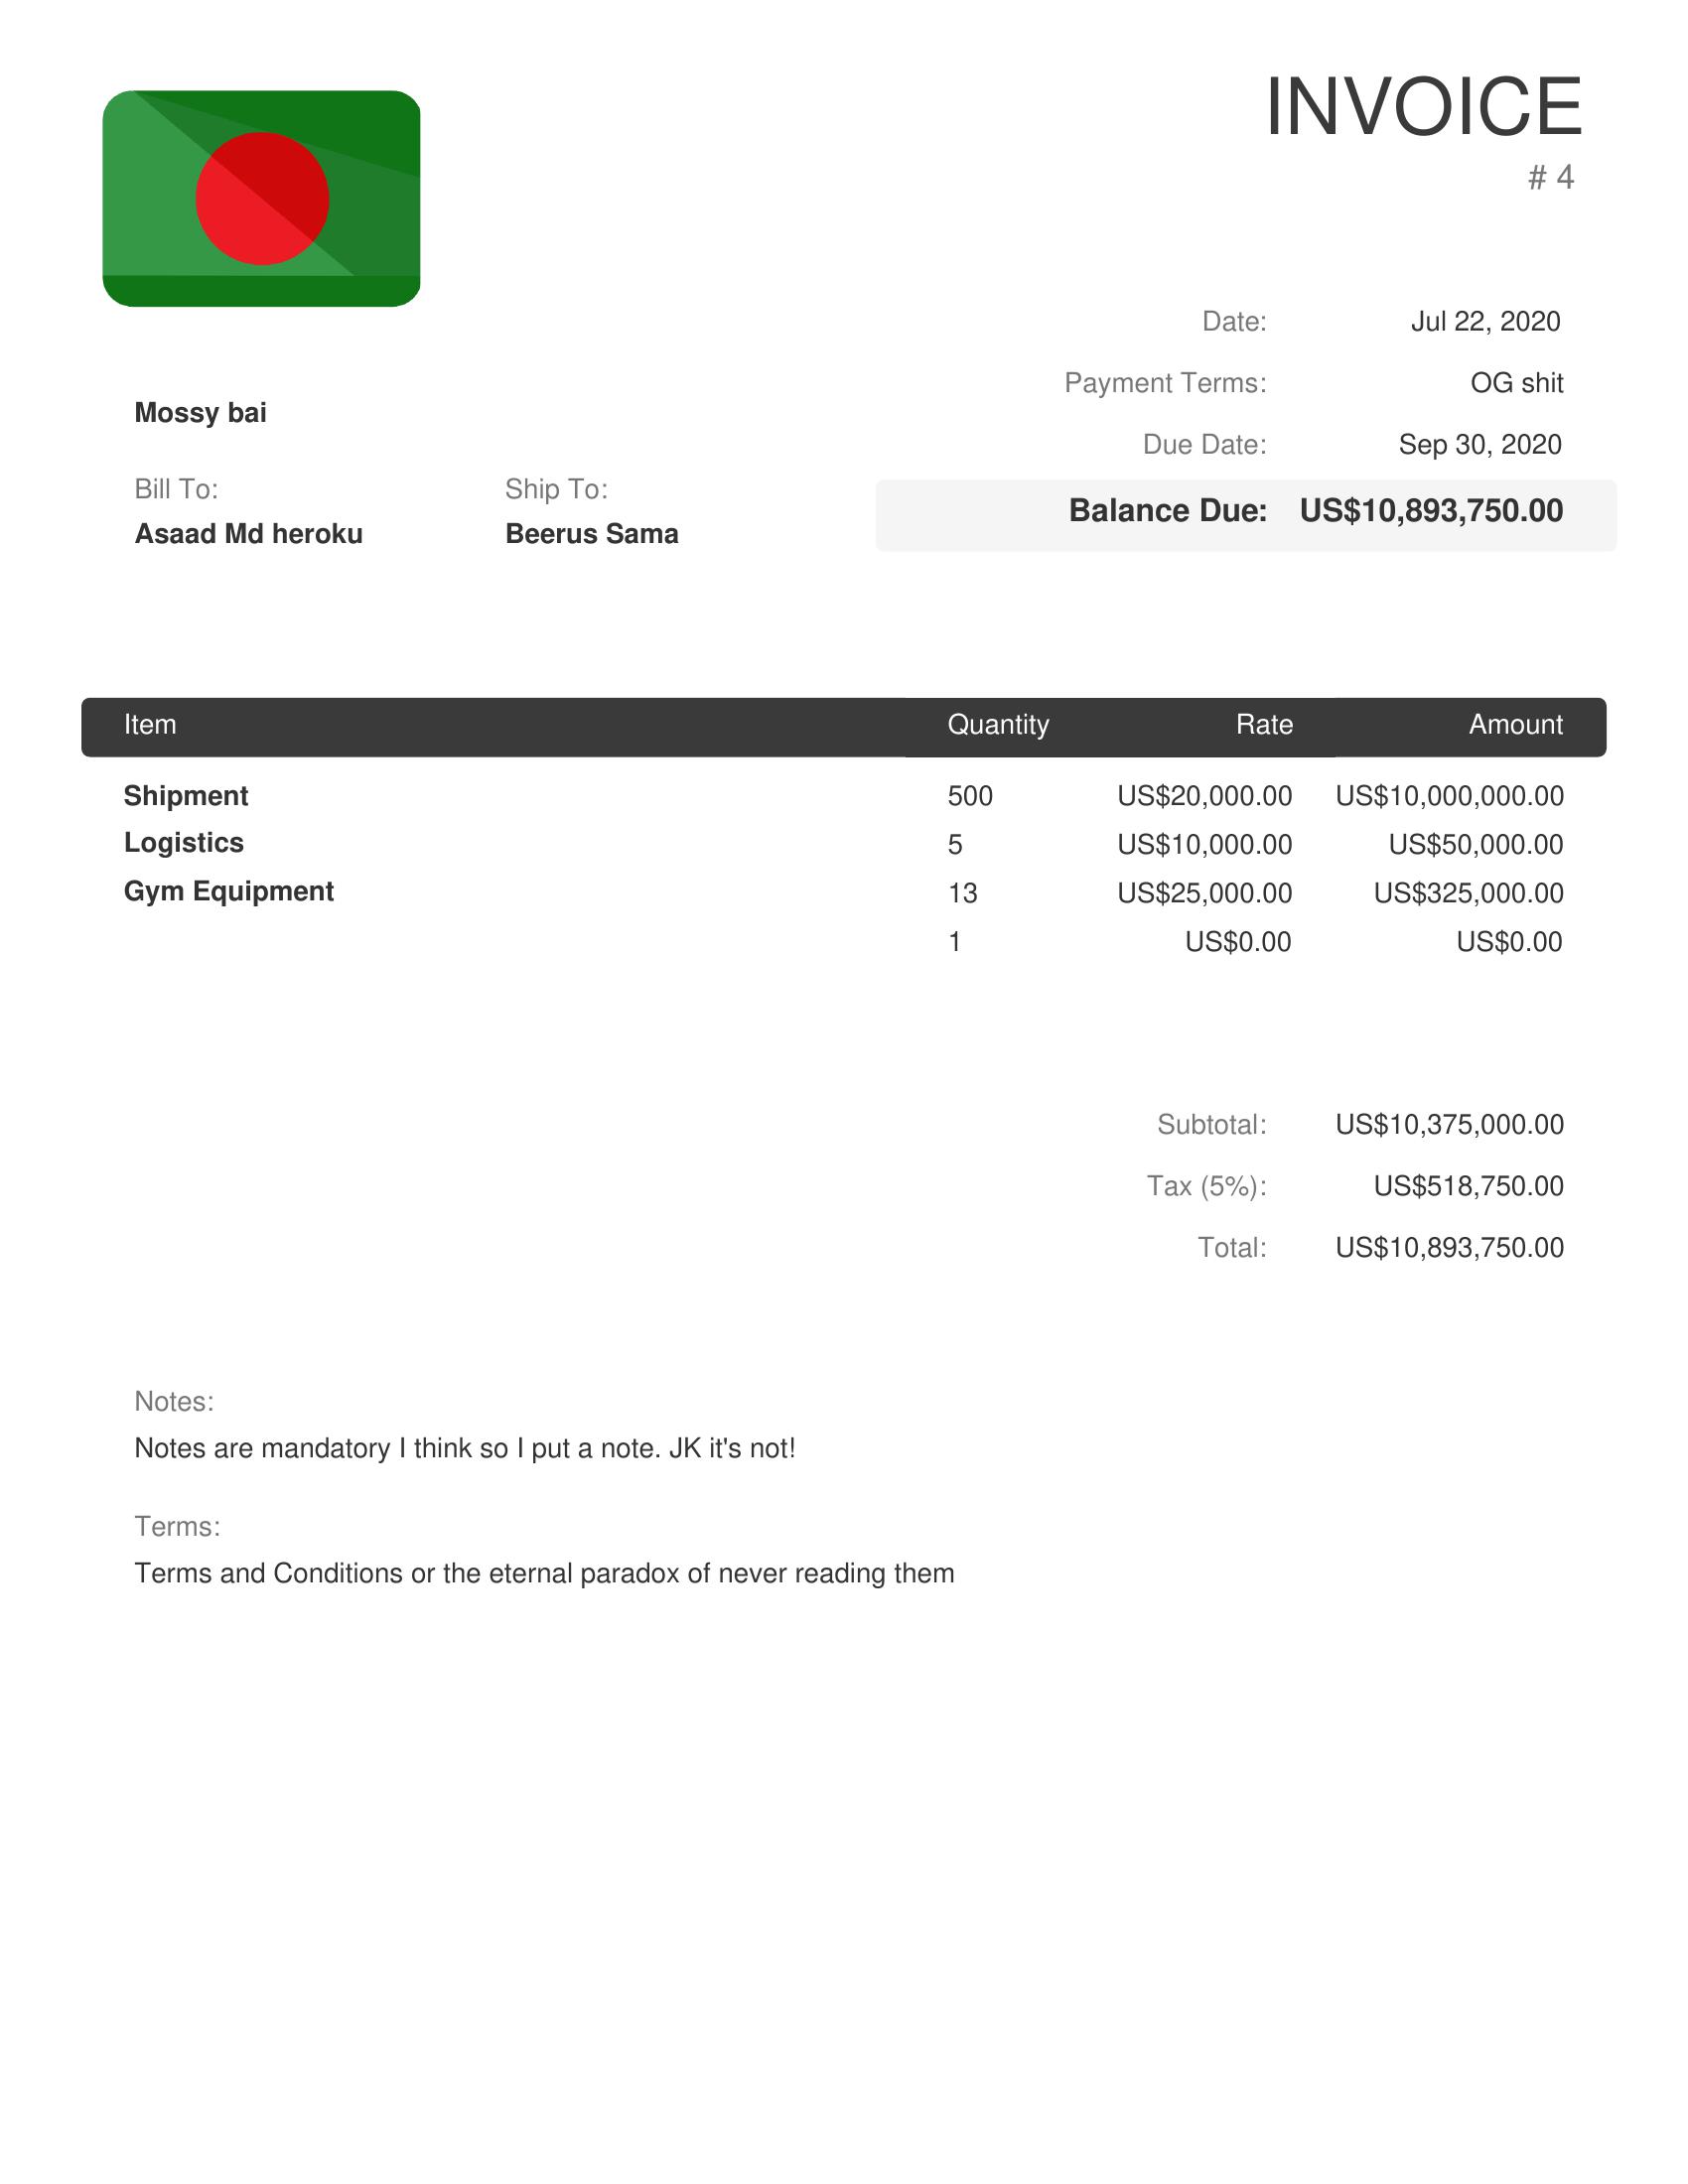 INVOICE
# 4
Date: Jul 22, 2020
Payment Terms: OG shit
Due Date: Sep 30, 2020
Balance Due: US$10,893,750.00
Mossy bai
Bill To: Ship To:
Asaad Md heroku Beerus Sama
Item Quantity Rate Amount
Shipment 500 US$20,000.00 US$10,000,000.00
Logistics 5 US$10,000.00 US$50,000.00
Gym Equipment 13 US$25,000.00 US$325,000.00
1 US$0.00 US$0.00
Subtotal: US$10,375,000.00
Tax (5%): US$518,750.00
Total: US$10,893,750.00
Notes:
Notes are mandatory I think so I put a note. JK it's not!
Terms:
Terms and Conditions or the eternal paradox of never reading them